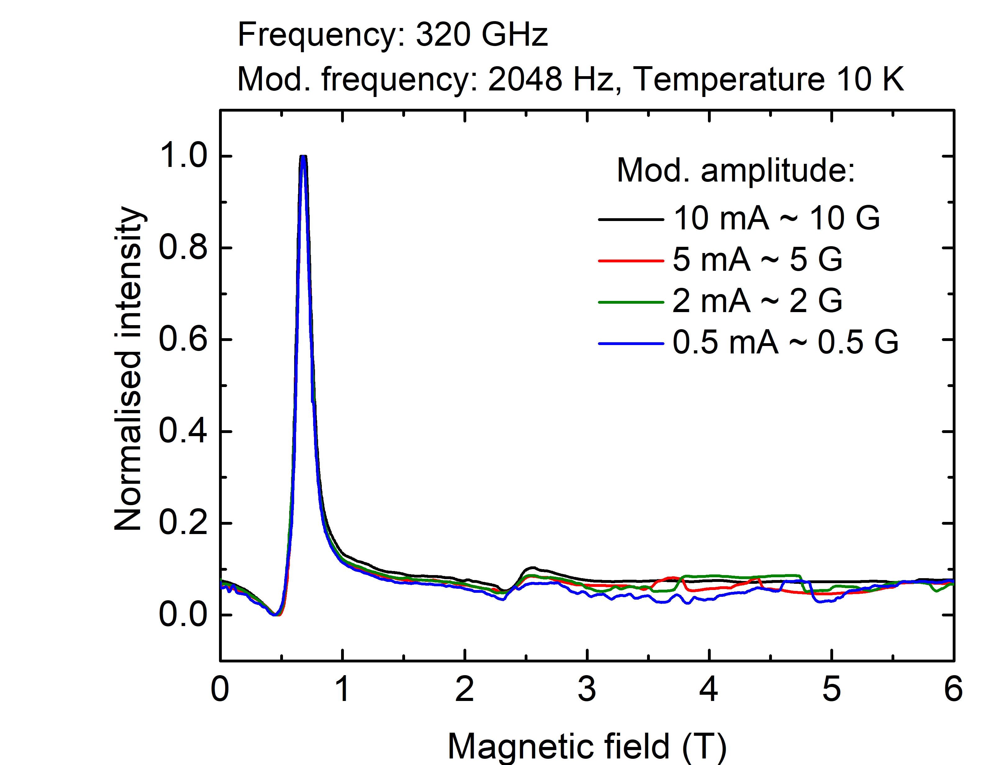 Frequency: 320 GHz
Mod. frequency: 2048 Hz, Temperature 10 K
Normalised intensity
1.0
0.8
0.6
0.4
0.2
0.0
Mod. amplitude:
10 mA ~ 10 G
5 mA ~ 5 G
2 mA ~ 2 G
0.5 mA ~ 0.5 G
0 1 2 3 4 5 6
Magnetic field (T)